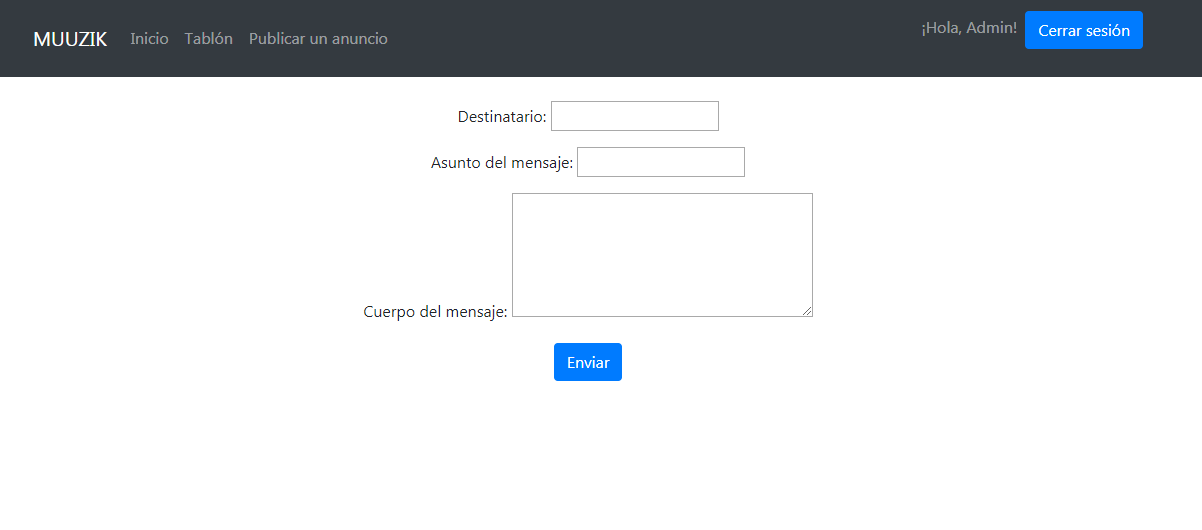 MUUZIK Inicio Tablón Publicar un anuncio ¡Hola, Admin! Cerrar sesión
Destinatario:
Asunto del mensaje:
Cuerpo del mensaje:
Enviar